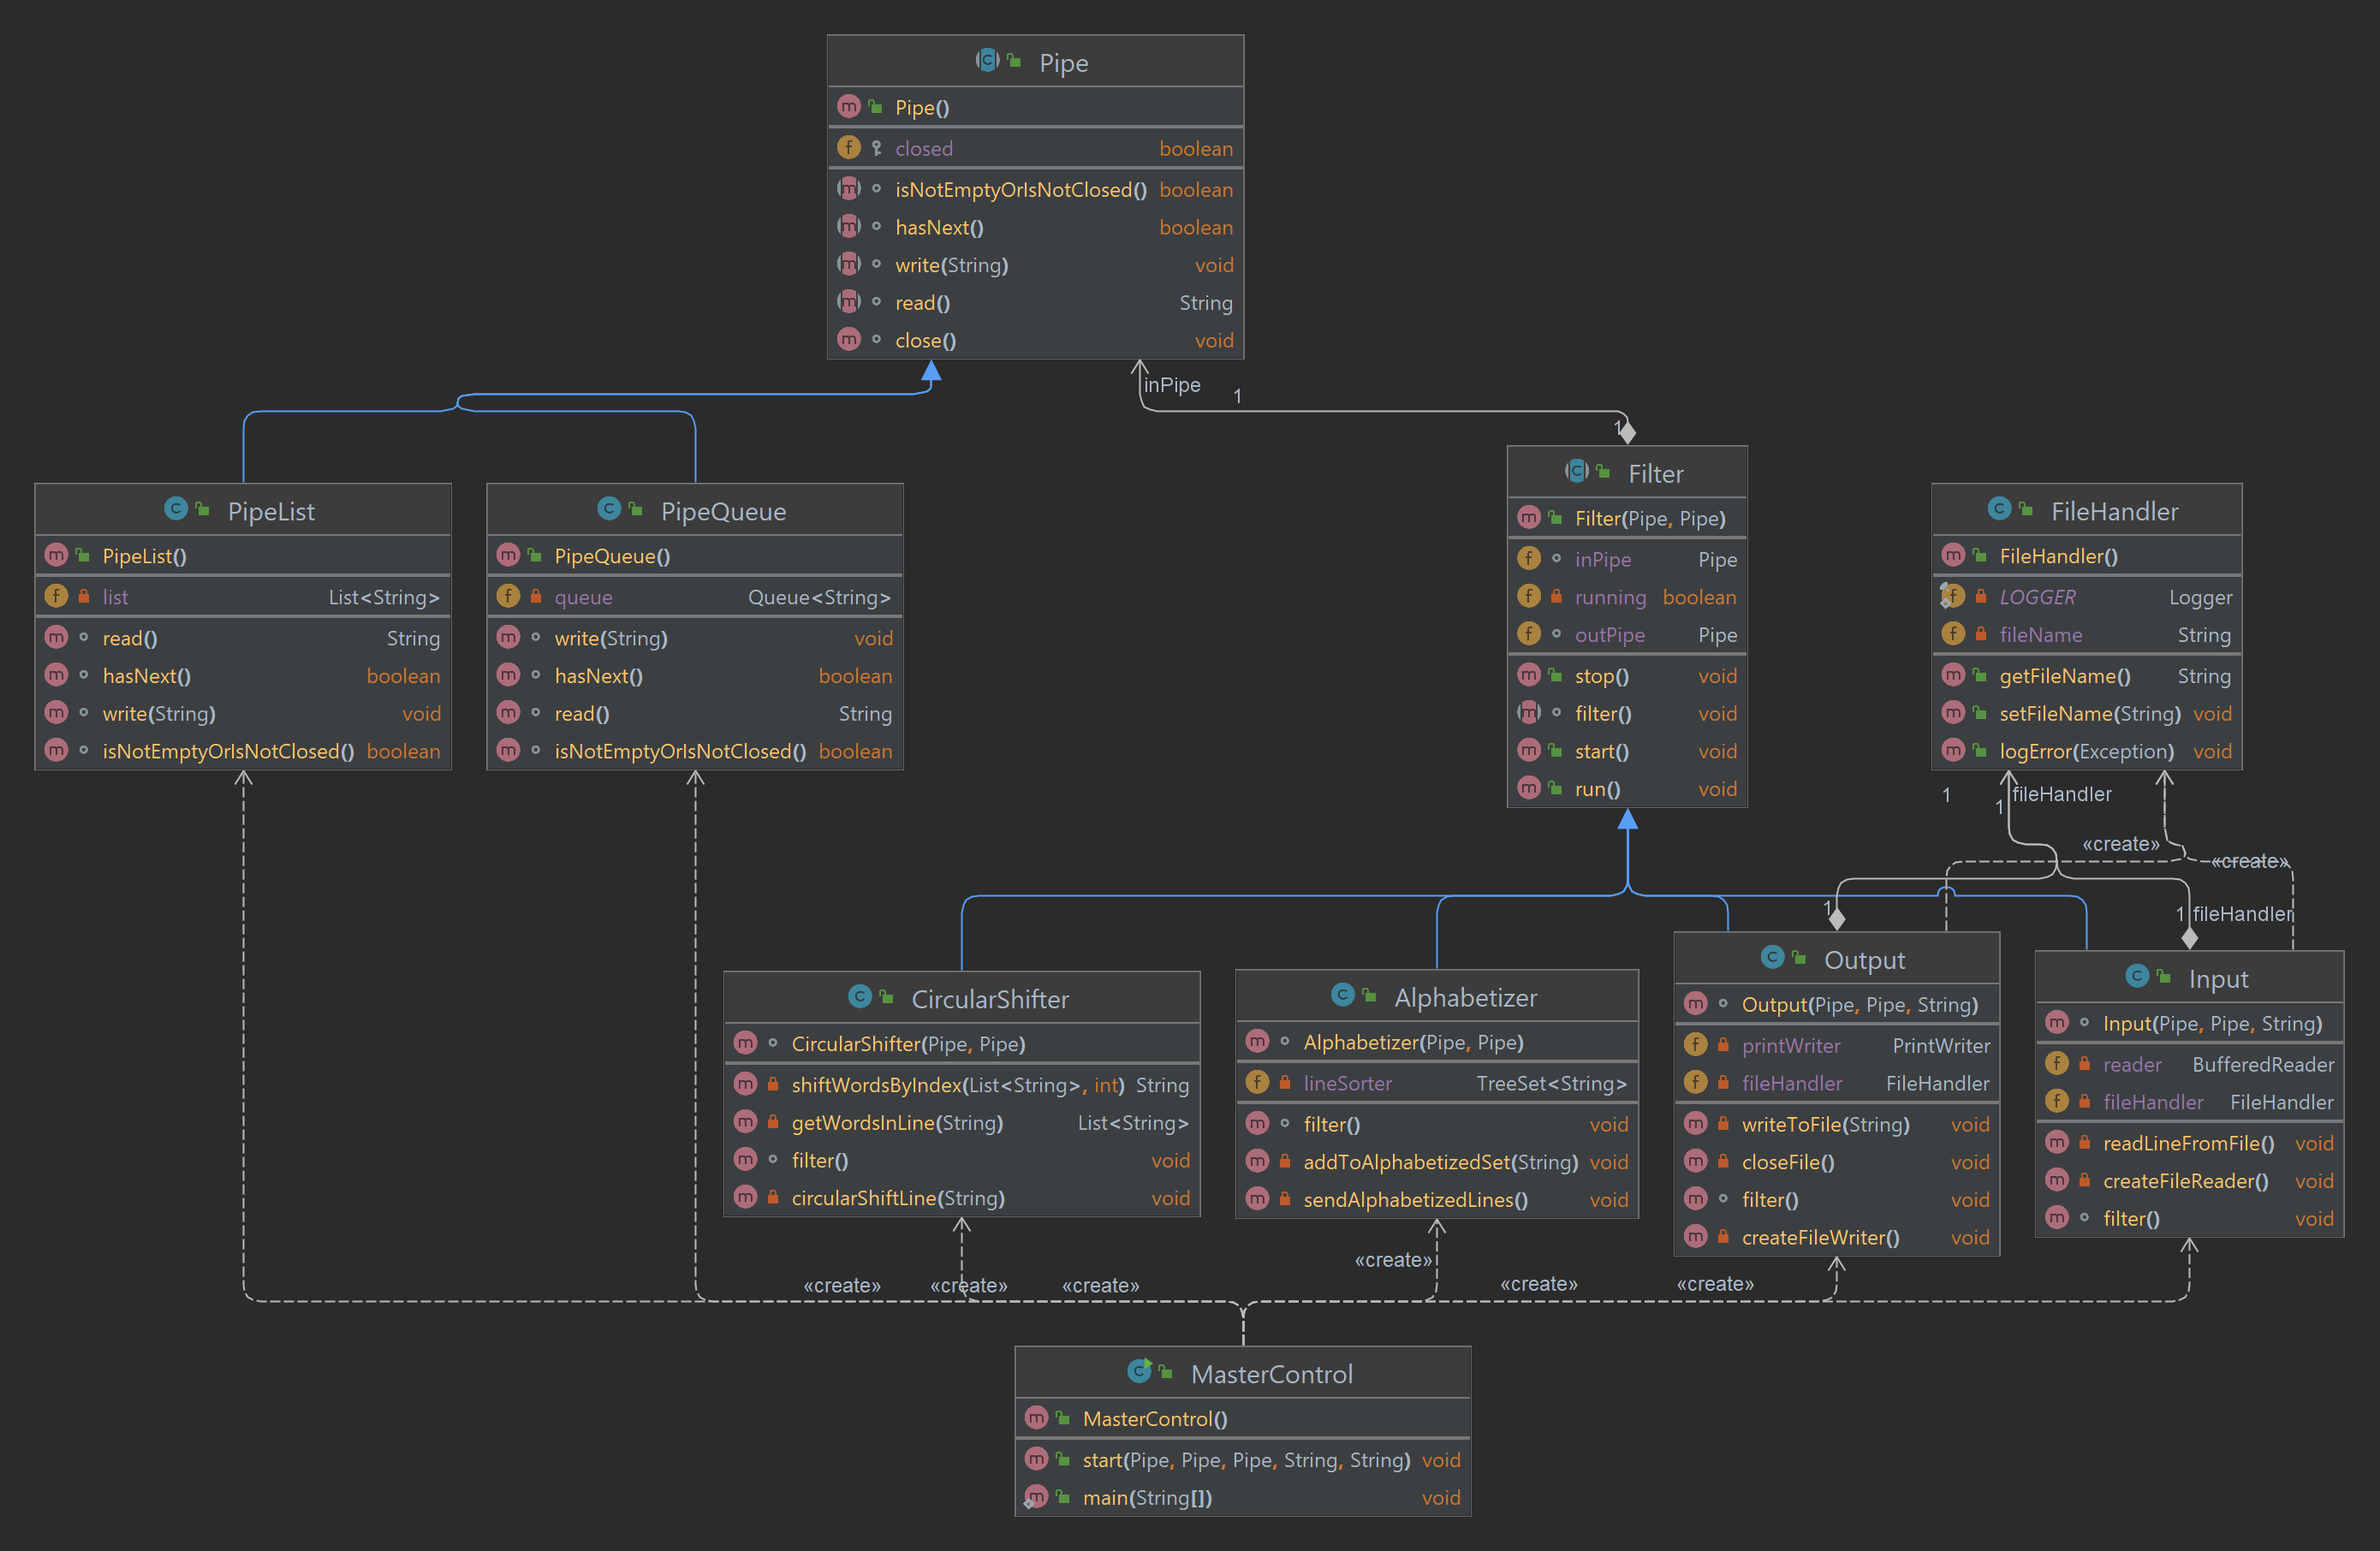 Pipe
Pipe()
closed boolean
isNotEmptyOrIsNotClosed() boolean
hasNext() boolean
write(String) void
read() String
close() void
inPipe
1
1
PipeList
PipeList()
list List<String>
read() String
hasNext() boolean
write(String) void
isNotEmptyOrIsNotClosed() boolean
PipeQueue
PipeQueue()
queue Queue<String>
write(String) void
hasNext() boolean
read() String
isNotEmptyOrIsNotClosed() boolean
Filter
Filter(Pipe, Pipe)
inPipe Pipe
running boolean
outPipe Pipe
stop() void
filter() void
start() void
run() void
FileHandler
FileHandler()
LOGGER Logger
fileName String
getFileName() String
setFileName(String) void
logError(Exception) void
1
1
fileHandler
«create»
«create»
1
1
fileHandler
CircularShifter
CircularShifter(Pipe, Pipe)
shiftWordsByIndex(List<String>, int) String
getWordsInLine(String) List<String>
filter() void
circularShiftLine(String) void
Alphabetizer
Alphabetizer(Pipe, Pipe)
lineSorter TreeSet<String>
filter() void
addToAlphabetizedSet(String) void
sendAlphabetizedLines() void
Output
Output(Pipe, Pipe, String)
printWriter PrintWriter
fileHandler FileHandler
writeToFile(String) void
closeFile() void
filter() void
createFileWriter() void
Input
Input(Pipe, Pipe, String)
reader BufferedReader
fileHandler FileHandler
readLineFromFile() void
createFileReader() void
filter() void
«create»
«create»
«create»
«create»
«create»
«create»
MasterControl
MasterControl()
start(Pipe, Pipe, Pipe, String, String) void
main(String[]) void